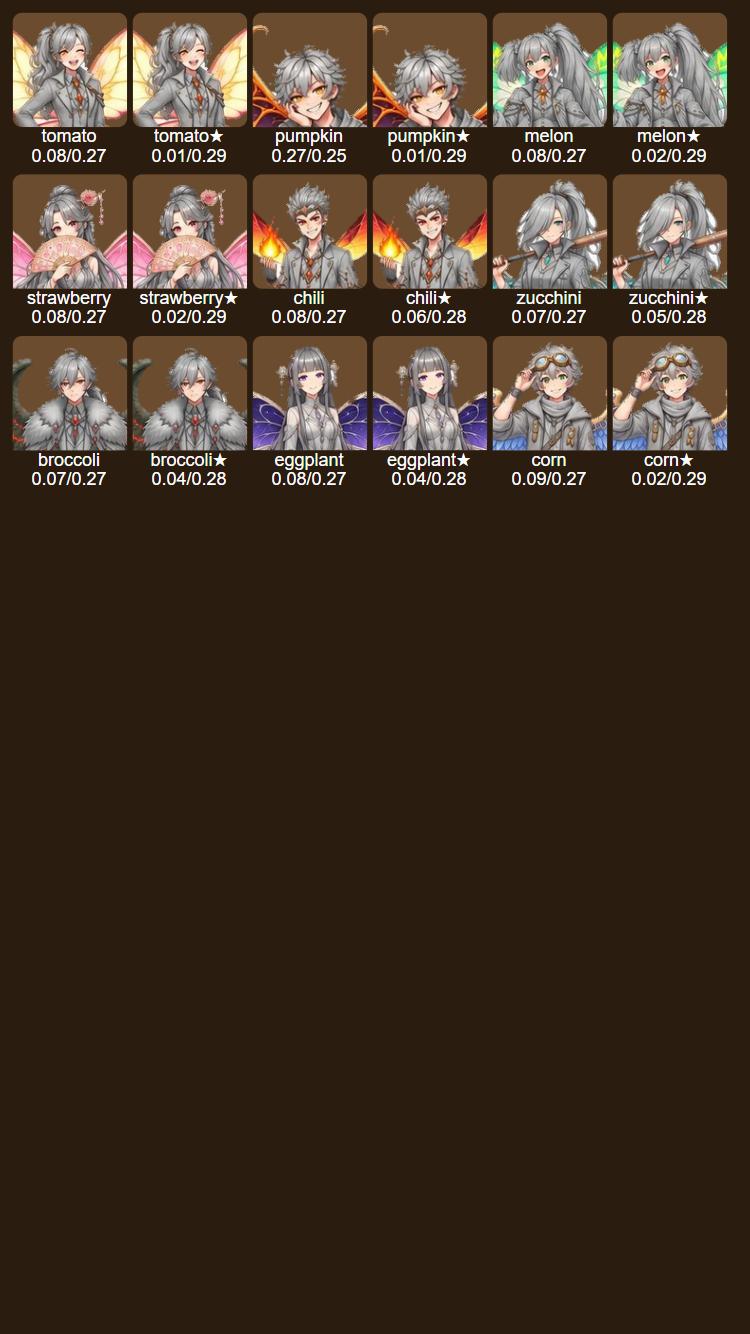 tomato tomato★ pumpkin pumpkin★ melon melon★
0.08/0.27 0.01/0.29 0.27/0.25 0.01/0.29 0.08/0.27 0.02/0.29
strawberry strawberry★ chili chili★ zucchini zucchini★
0.08/0.27 0.02/0.29 0.08/0.27 0.06/0.28 0.07/0.27 0.05/0.28
broccoli broccoli★ eggplant eggplant★ corn corn★
0.07/0.27 0.04/0.28 0.08/0.27 0.04/0.28 0.09/0.27 0.02/0.29